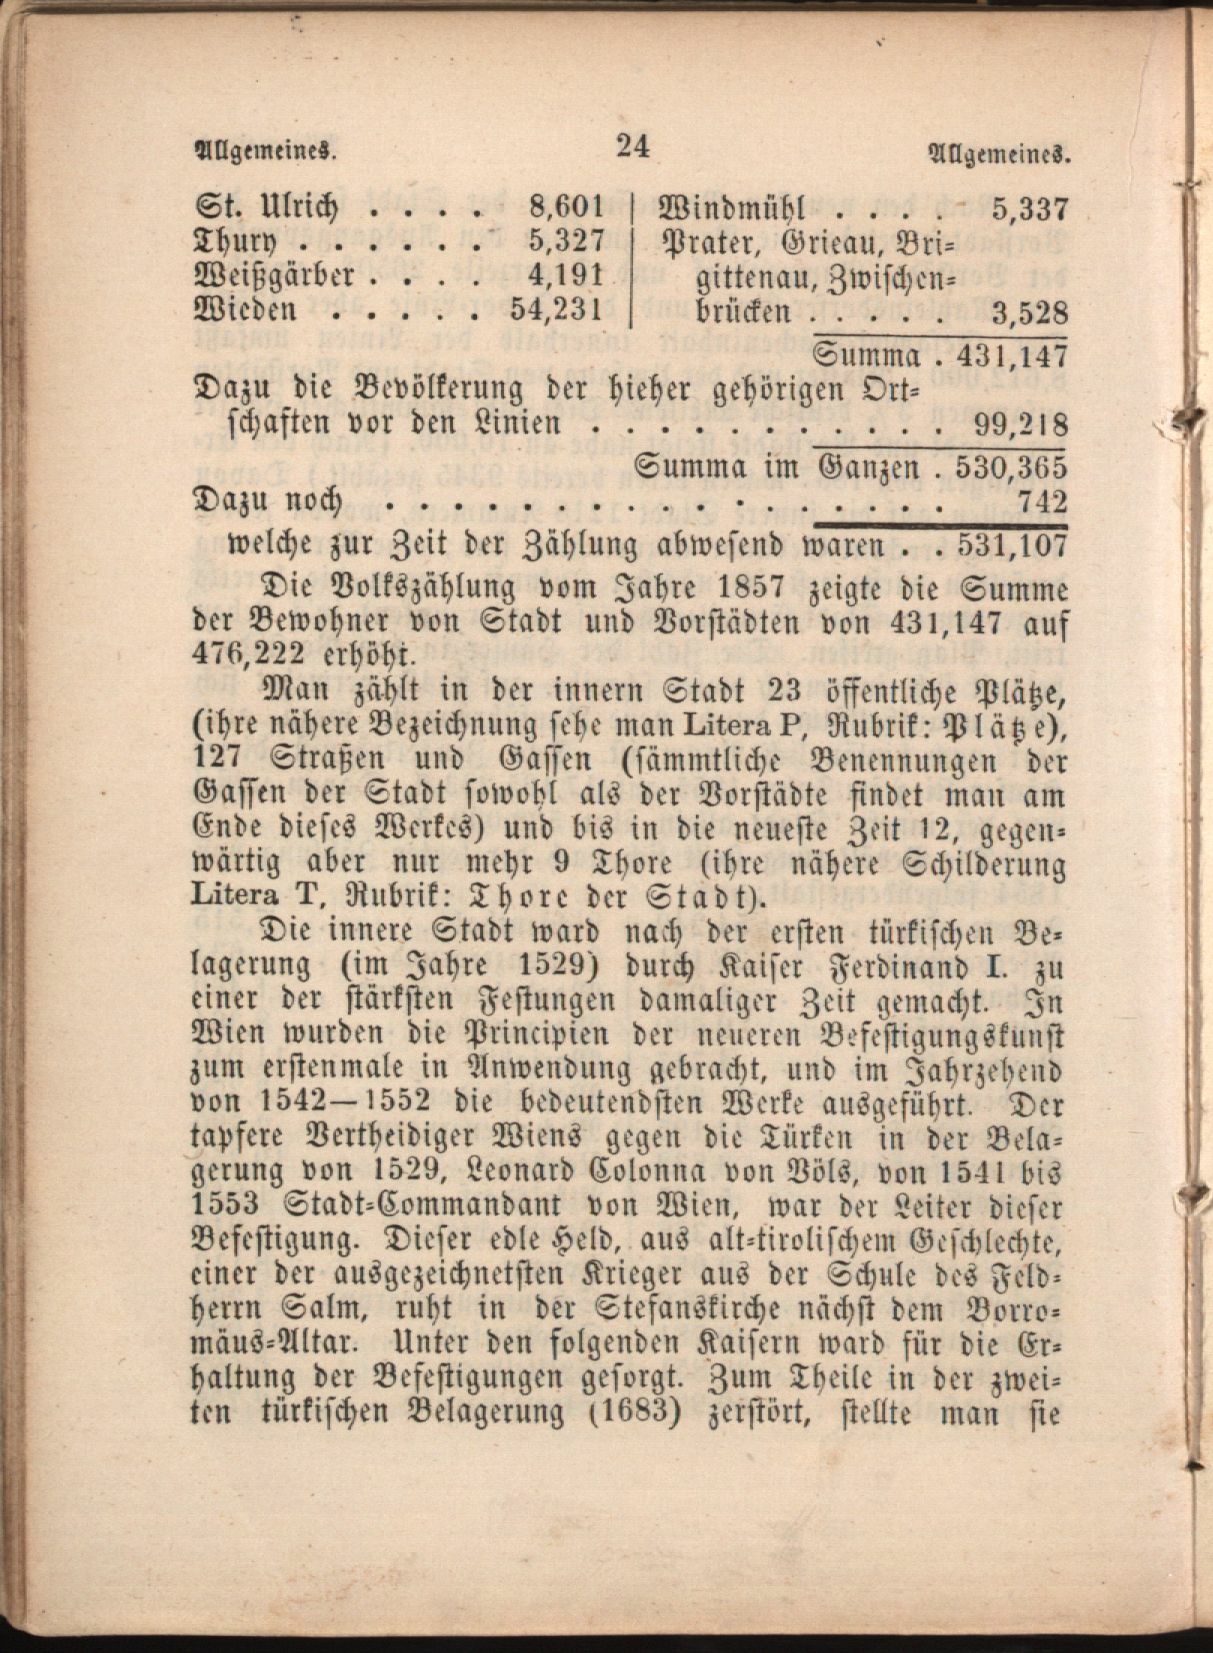 Allgemeines. 24 Allgemeines.
St. Ulrich . . . . 8,601
Thury . . . . . . 5,327
Weißgärber . . . . 4,191
Wieden . . . . . 54,231
Windmühl . . . . 5,337
Prater, Grieau, Bri-
gittenau, Zwischen-
brücken . . . . . 3,528
Summa . 431,147
Dazu die Bevölkerung der hieher gehörigen Ort-
schaften vor den Linien . . . . . . . . . . . 99,218
Summa im Ganzen . 530,365
Dazu noch . . . . . . . . . . . . . . . . . 742
welche zur Zeit der Zählung abwesend waren . . 531,107
Die Volkszählung vom Jahre 1857 zeigte die Summe
der Bewohner von Stadt und Vorstädten von 431,147 auf
476,222 erhöht.
Man zählt in der innern Stadt 23 öffentliche Plätze,
(ihre nähere Bezeichnung sehe man Litera P, Rubrik: Plätze),
127 Straßen und Gassen (sämmtliche Benennungen der
Gassen der Stadt sowohl als der Vorstädte findet man am
Ende dieses Werkes) und bis in die neueste Zeit 12, gegen-
wärtig aber nur mehr 9 Thore (ihre nähere Schilderung
Litera T, Rubrik: Thore der Stadt).
Die innere Stadt ward nach der ersten türkischen Be-
lagerung (im Jahre 1529) durch Kaiser Ferdinand I. zu
einer der stärksten Festungen damaliger Zeit gemacht. In
Wien wurden die Principien der neueren Befestigungskunst
zum erstenmale in Anwendung gebracht, und im Jahrzehend
von 1542—1552 die bedeutendsten Werke ausgeführt. Der
tapfere Vertheidiger Wiens gegen die Türken in der Bela-
gerung von 1529, Leonard Colonna von Völs, von 1541 bis
1553 Stadt-Commandant von Wien, war der Leiter dieser
Befestigung. Dieser edle Held, aus alt-tirolischem Geschlechte,
einer der ausgezeichnetsten Krieger aus der Schule des Feld-
herrn Salm, ruht in der Stefanskirche nächst dem Borro-
mäus-Altar. Unter den folgenden Kaisern ward für die Er-
haltung der Befestigungen gesorgt. Zum Theile in der zwei-
ten türkischen Belagerung (1683) zerstört, stellte man sie